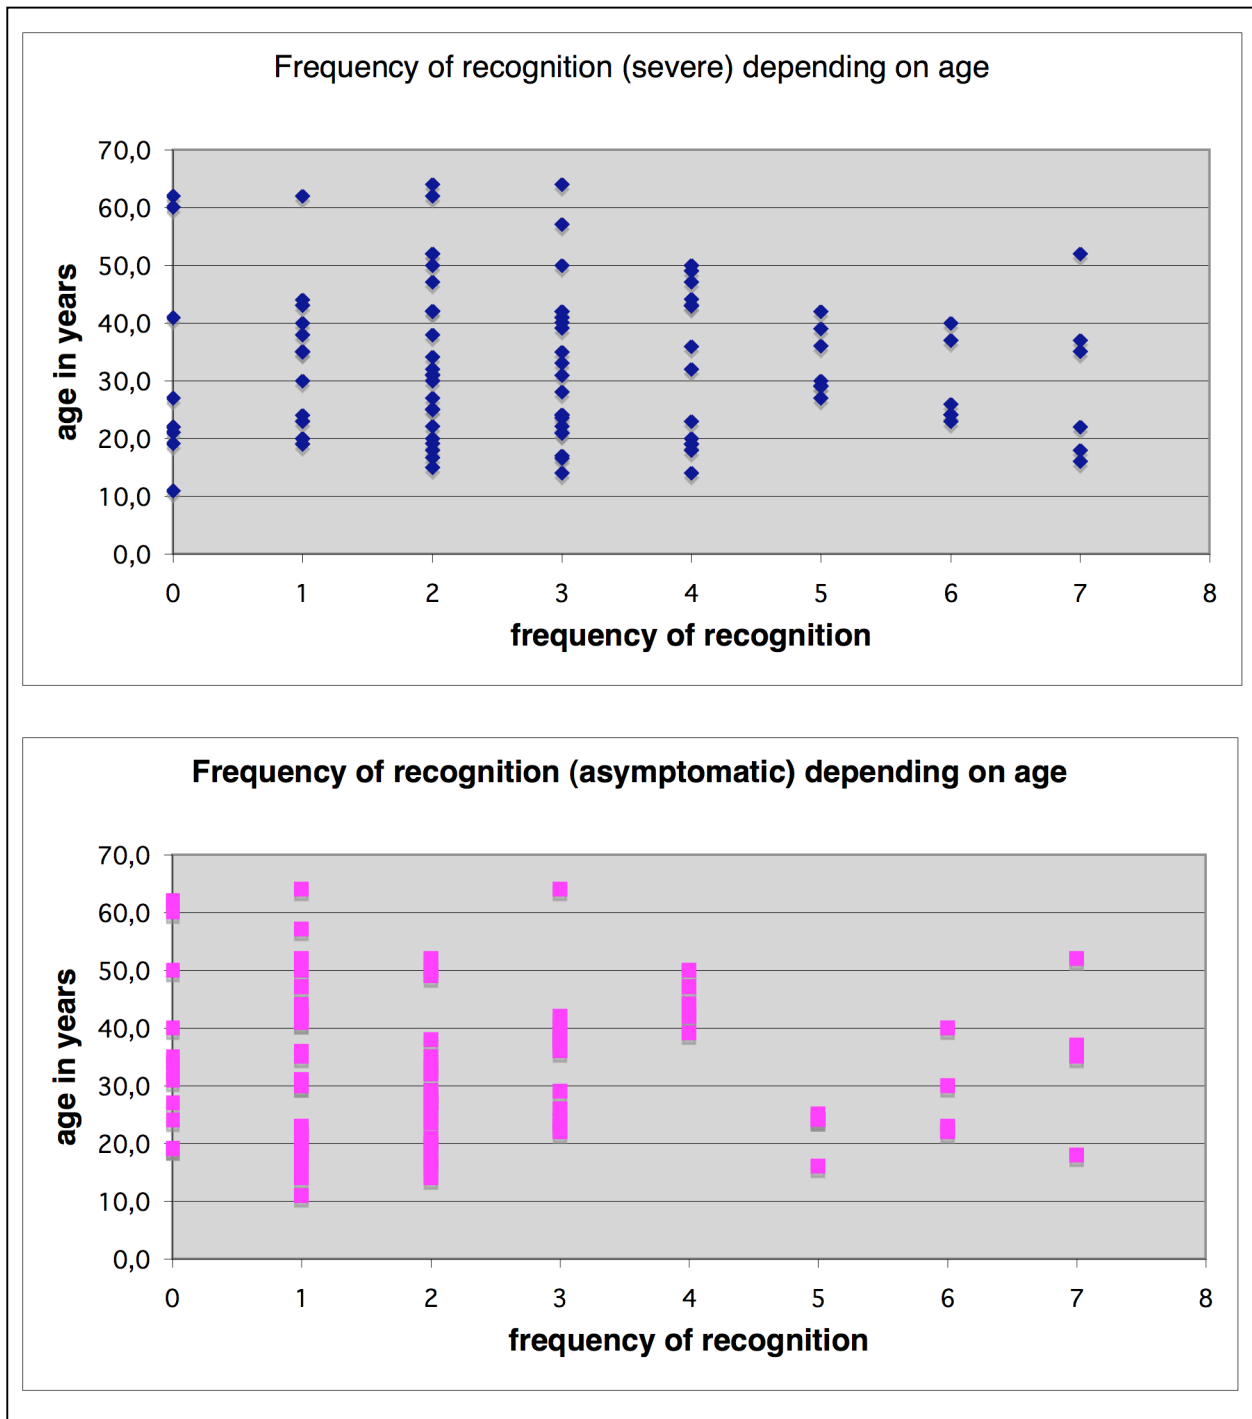 Frequency of recognition (severe) depending on age
70,0
60,0
50,0
40,0
30,0
20,0
10,0
0,0
age in years
0 1 2 3 4 5 6 7 8
frequency of recognition
Frequency of recognition (asymptomatic) depending on age
70,0
60,0
50,0
40,0
30,0
20,0
10,0
0,0
age in years
0 1 2 3 4 5 6 7 8
frequency of recognition